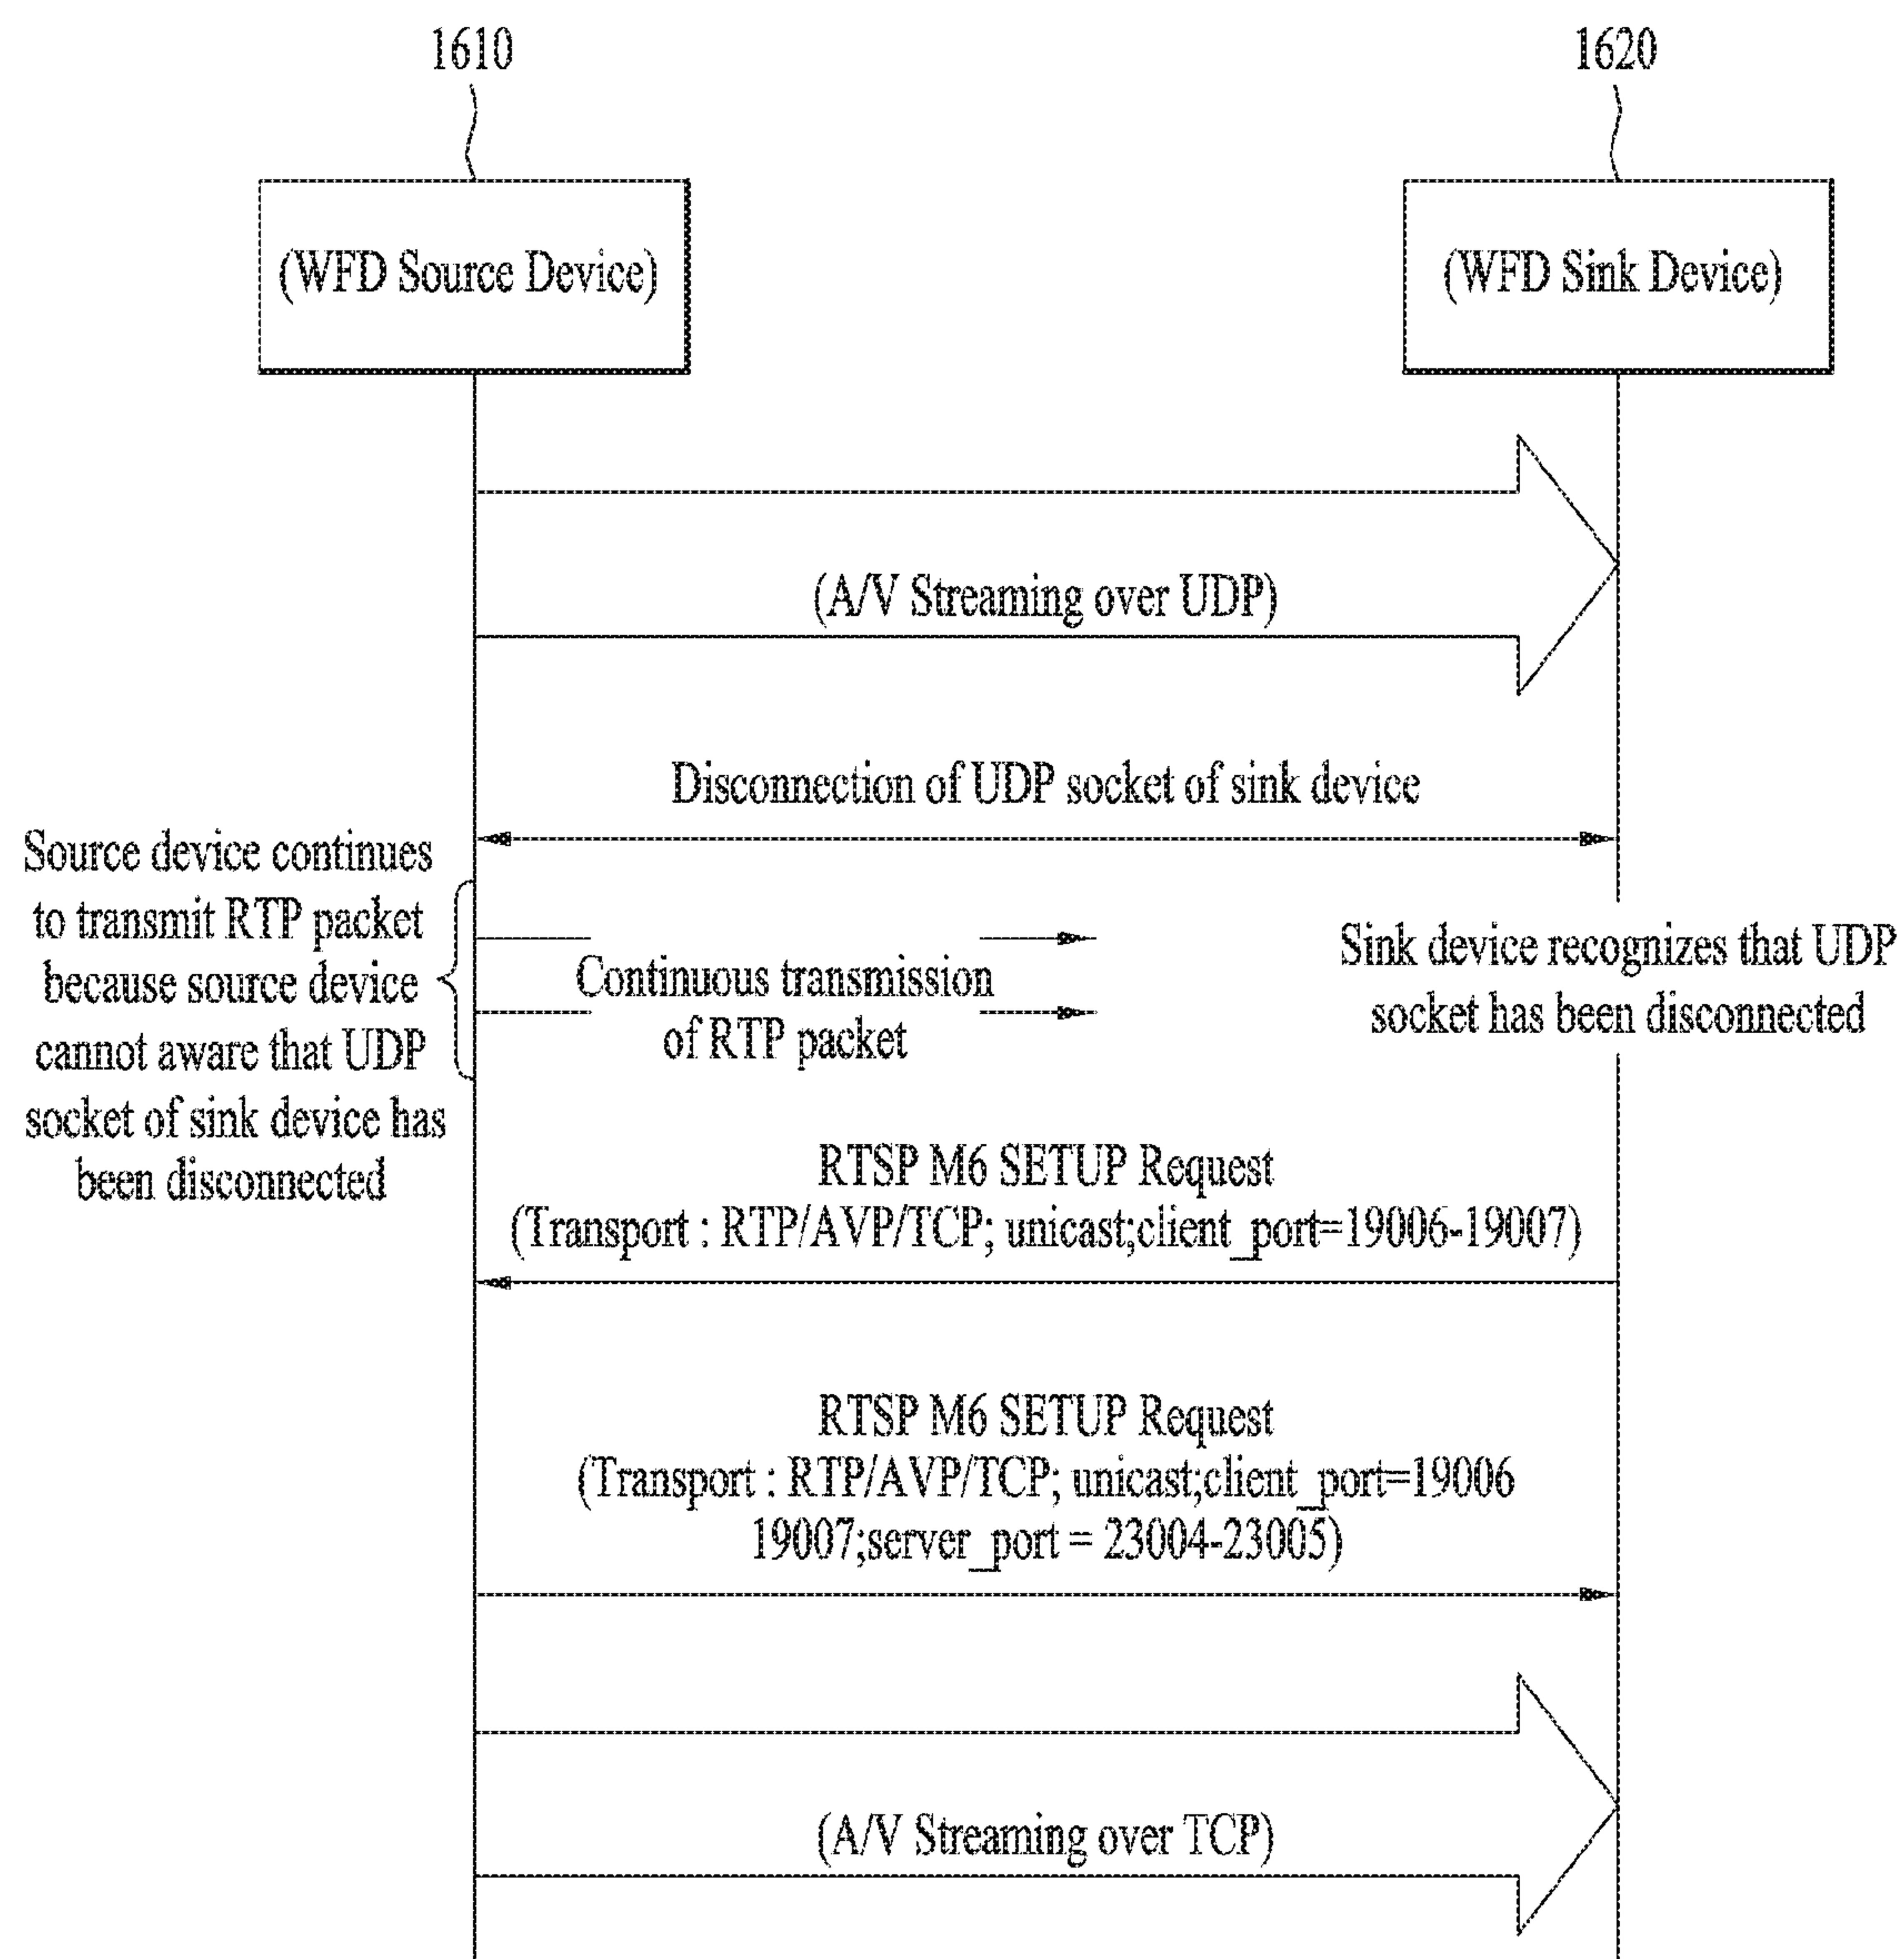 1610
1620
(WFD Source Device)
(WFD Sink Device)
(A/V Streaming over UDP)
Disconnection of UDP socket of sink device
Source device continues
to transmit RTP packet
because source device
cannot aware that UDP
socket of sink device has
been disconnected
Continuous transmission
of RTP packet
Sink device recognizes that UDP
socket has been disconnected
RTSP M6 SETUP Request
(Transport : RTP/AVP/TCP; unicast;client_port=19006-19007)
RTSP M6 SETUP Request
(Transport : RTP/AVP/TCP; unicast;client_port=19006
19007;server_port = 23004-23005)
(A/V Streaming over TCP)